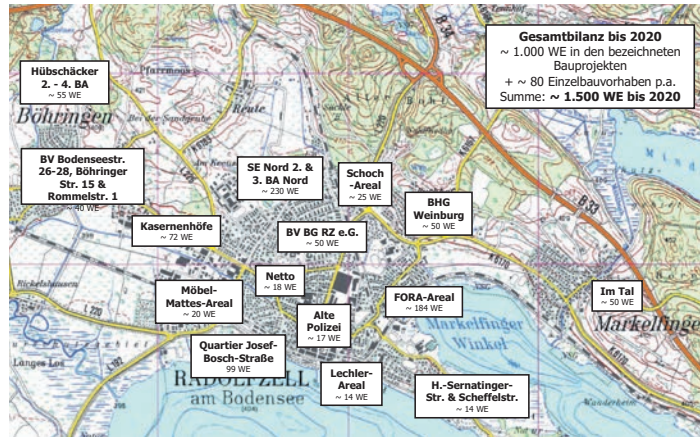 Gesamtbilanz bis 2020
~ 1.000 WE in den bezeichneten
Bauprojekten
+ ~ 80 Einzelbauvorhaben p.a.
Summe: ~ 1.500 WE bis 2020
B 34
Hübschäcker
2. - 4. BA
~ 55 WE
Böhringen
Reute
BV Bodenseestr.
26-28, Böhringer
Str. 15 &
Rommelstr. 1
~ 40 WE
SE Nord 2. &
3. BA Nord
~ 230 WE
Schoch
-Areal
~ 25 WE
BHG
Weinburg
~ 50 WE
B 33
Kasernenhöfe
~ 72 WE
BV BG RZ e.G.
~ 50 WE
Netto
~ 18 WE
Möbel-
Mattes-Areal
~ 20 WE
Alte
Polizei
~ 17 WE
FORA-Areal
~ 184 WE
Im Tal
~ 50 WE
Markelfinger
Winkel
Markelfinge
L 220
L 192
Quartier Josef-
Bosch-Straße
99 WE
RADOLFZELL
am Bodensee
Lechler-
Areal
~ 14 WE
H.-Sernatinger-
Str. & Scheffelstr.
~ 14 WE